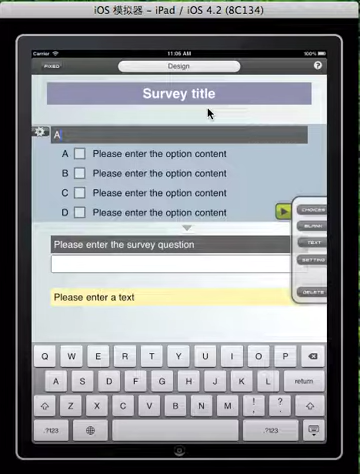 iOS 模拟器 - iPad / iOS 4.2 (8C134)
Carrier 11:06 AM 100%
FIXED Design ?
Survey title
A
A Please enter the option content
B Please enter the option content
C Please enter the option content
D Please enter the option content
CHOICES
BLANK
TEXT
SETTING
DELETE
Please enter the survey question
Please enter a text
Q W E R T Y U I O P
A S D F G H J K L return
Z X C V B N M ! , ? .
.?123 .?123